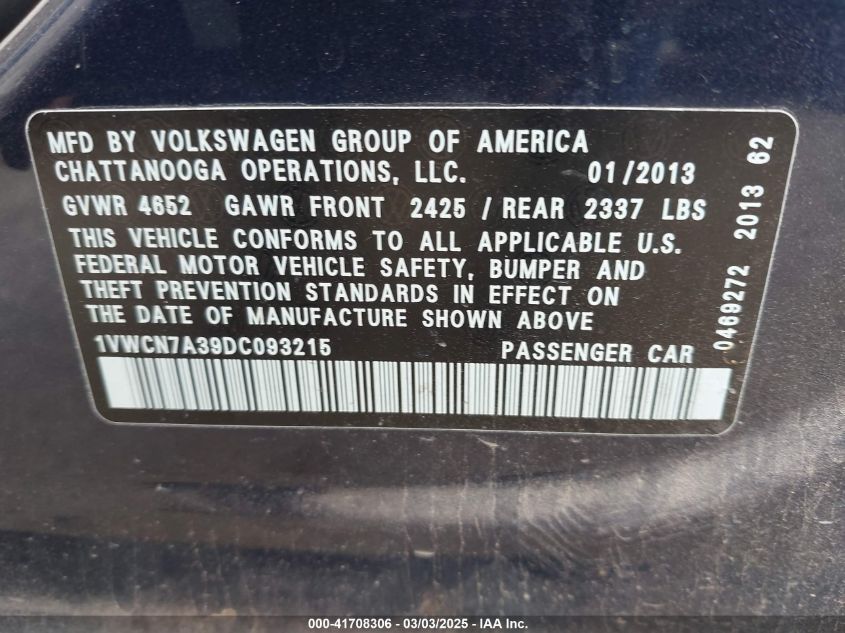 MFD BY VOLKSWAGEN GROUP OF AMERICA
CHATTANOOGA OPERATIONS, LLC. 01/2013
GVWR 4652 GAWR FRONT 2425 / REAR 2337 LBS
THIS VEHICLE CONFORMS TO ALL APPLICABLE U.S.
FEDERAL MOTOR VEHICLE SAFETY, BUMPER AND
THEFT PREVENTION STANDARDS IN EFFECT ON
THE DATE OF MANUFACTURE SHOWN ABOVE
1VWCN7A39DC093215 PASSENGER CAR
0469272 2013 62
000-41708306 - 03/03/2025 - IAA Inc.